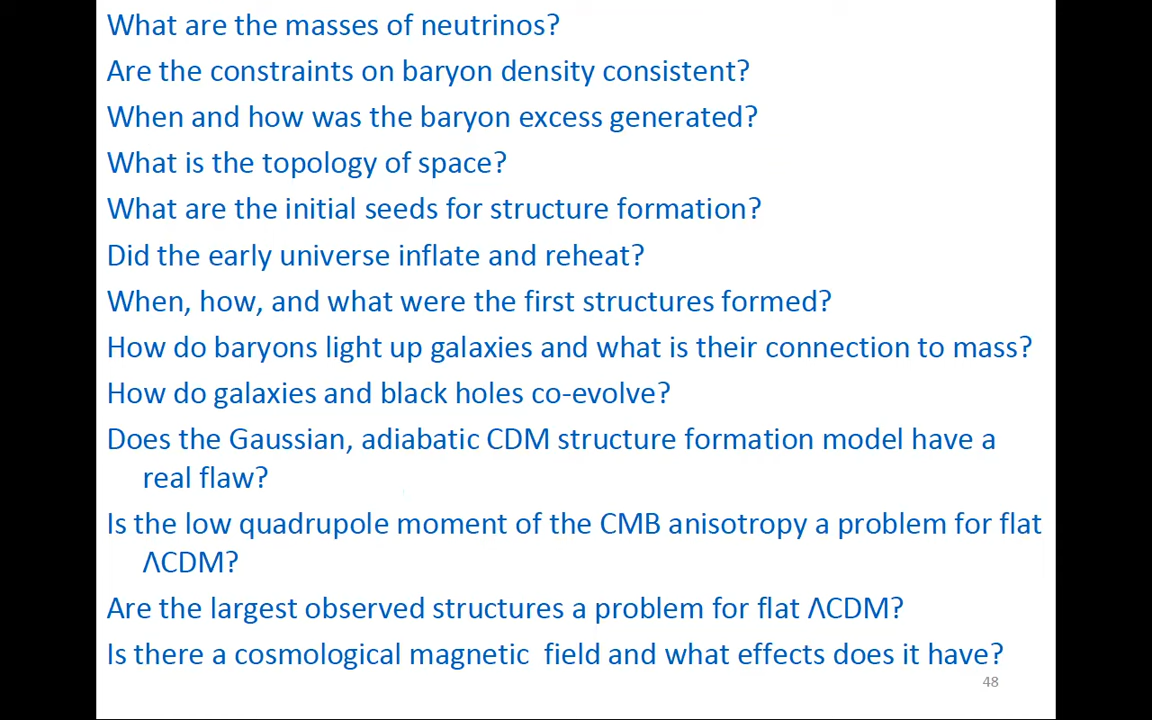 What are the masses of neutrinos?
Are the constraints on baryon density consistent?
When and how was the baryon excess generated?
What is the topology of space?
What are the initial seeds for structure formation?
Did the early universe inflate and reheat?
When, how, and what were the first structures formed?
How do baryons light up galaxies and what is their connection to mass?
How do galaxies and black holes co-evolve?
Does the Gaussian, adiabatic CDM structure formation model have a
real flaw?
Is the low quadrupole moment of the CMB anisotropy a problem for flat
ΛCDM?
Are the largest observed structures a problem for flat ΛCDM?
Is there a cosmological magnetic  field and what effects does it have?
48